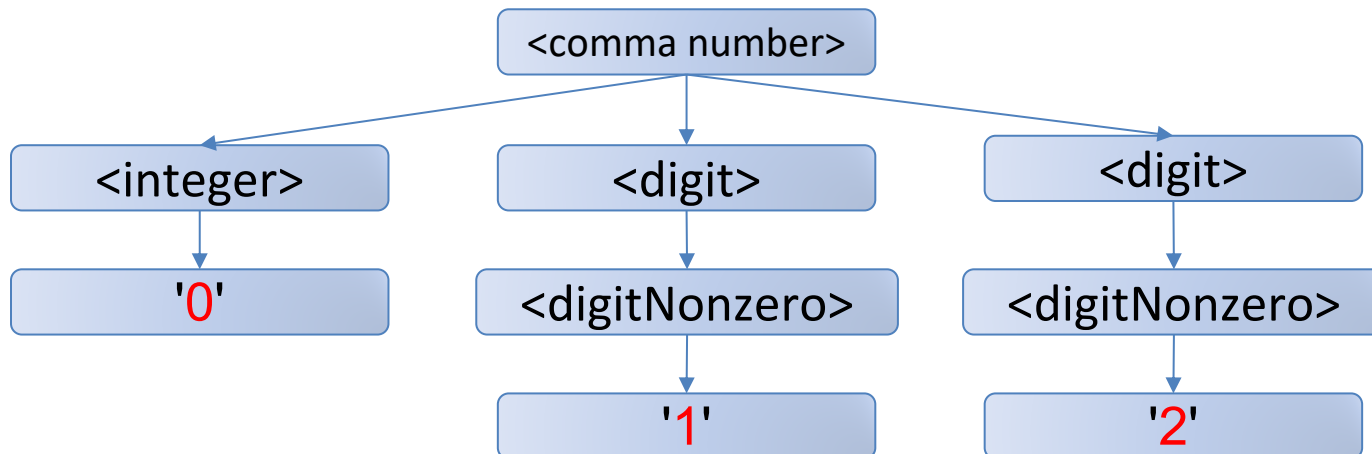 <comma number>
<integer> <digit> <digit>
'0' <digitNonzero> <digitNonzero>
'1' '2'